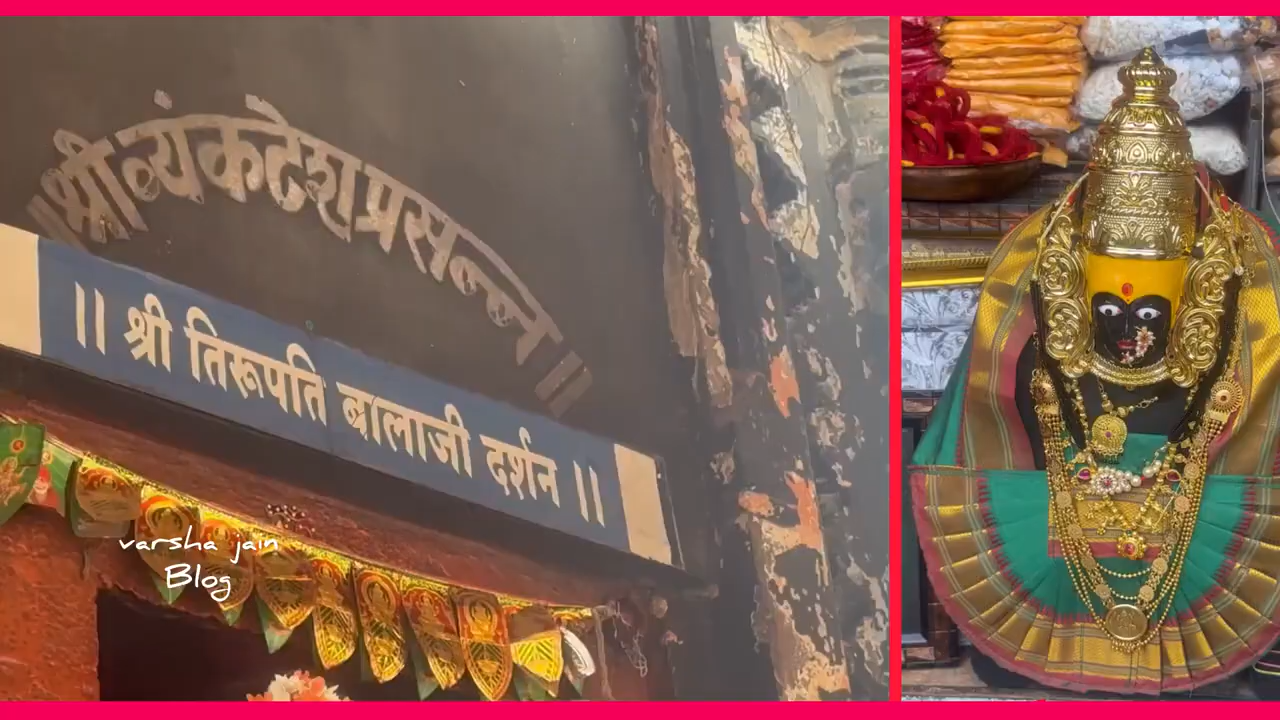 ॥ श्री व्यंकटेश प्रसन्न ॥
॥ श्री तिरूपति बालाजी दर्शन ॥
varsha jain
Blog